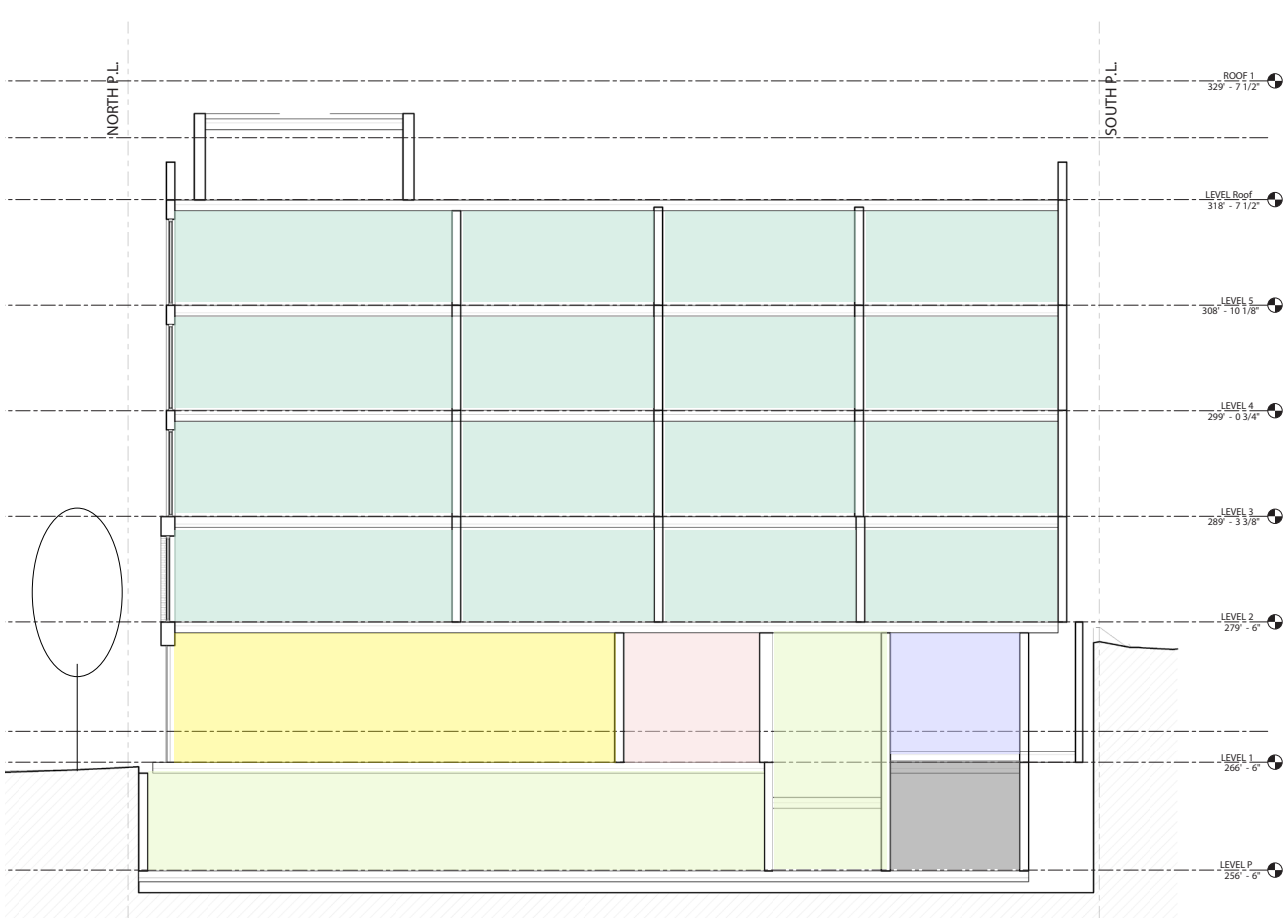 NORTH P.L.
SOUTH P.L.
ROOF 1
329' - 7 1/2"
LEVEL Roof
318' - 7 1/2"
LEVEL 5
308' - 10 1/8"
LEVEL 4
299' - 0 3/4"
LEVEL 3
289' - 3 3/8"
LEVEL 2
279' - 6"
LEVEL 1
266' - 6"
LEVEL P
256' - 6"